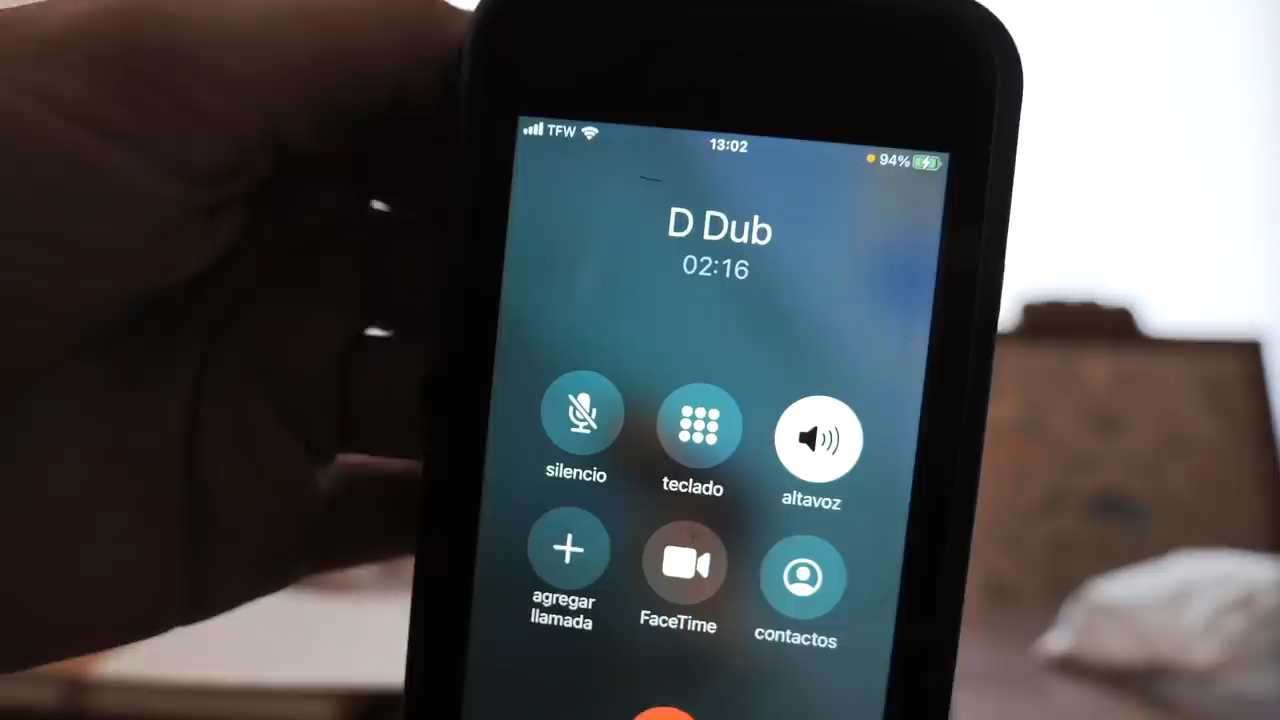 TFW
13:02
94%
D Dub
02:16
silencio
teclado
altavoz
agregar
llamada
FaceTime
contactos